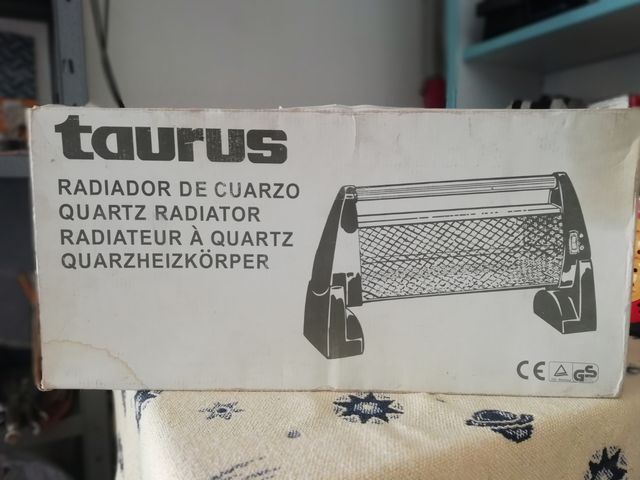 taurus
RADIADOR DE CUARZO
QUARTZ RADIATOR
RADIATEUR À QUARTZ
QUARZHEIZKÖRPER
CE GS